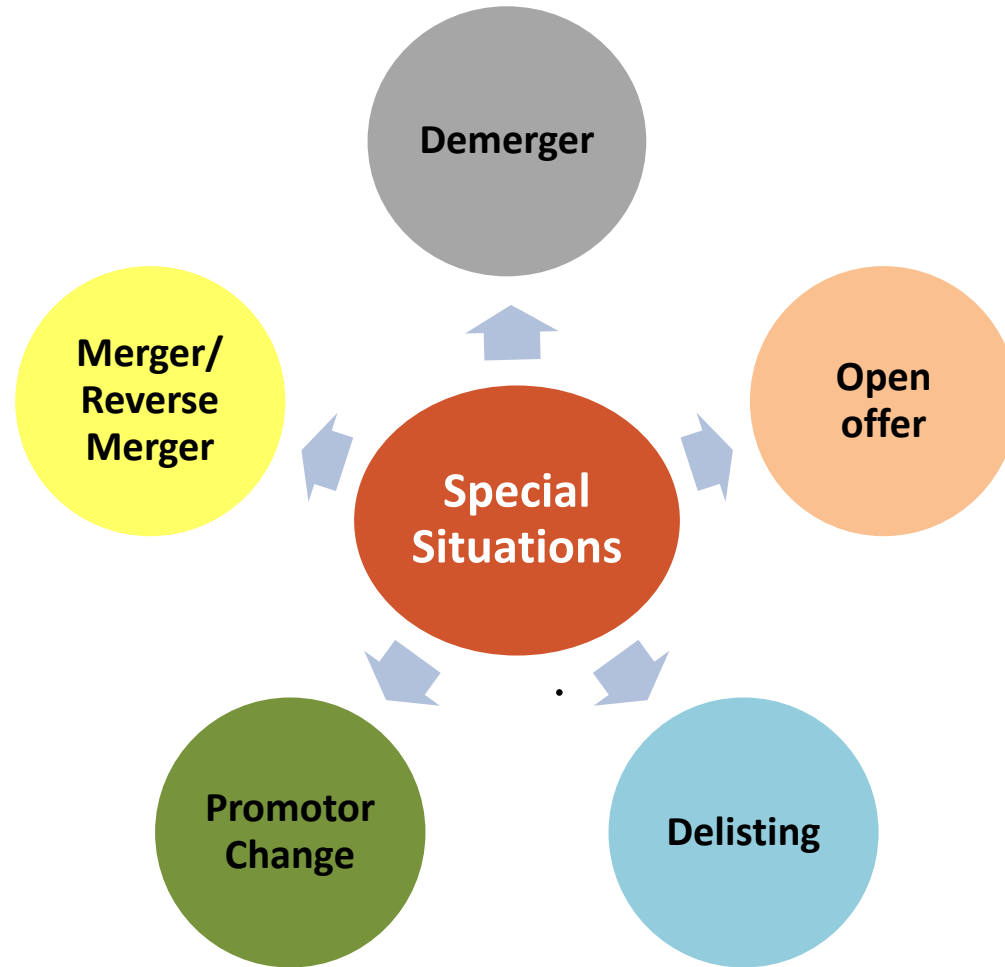 Demerger
Merger/
Reverse
Merger
Open
offer
Special
Situations
Promotor
Change
Delisting